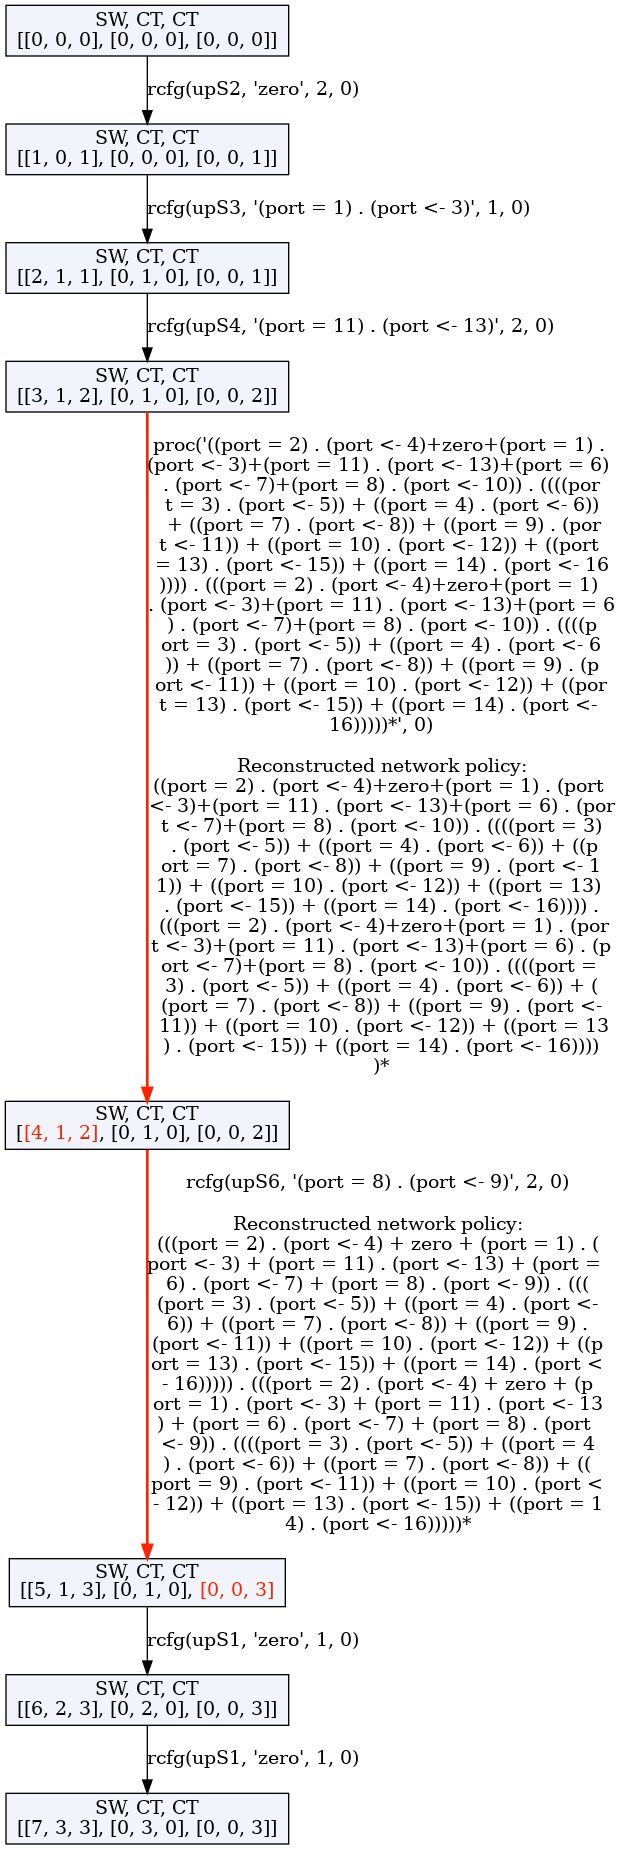 SW, CT, CT
[[0, 0, 0], [0, 0, 0], [0, 0, 0]]
rcfg(upS2, 'zero', 2, 0)
SW, CT, CT
[[1, 0, 1], [0, 0, 0], [0, 0, 1]]
rcfg(upS3, '(port = 1) . (port <- 3)', 1, 0)
SW, CT, CT
[[2, 1, 1], [0, 1, 0], [0, 0, 1]]
rcfg(upS4, '(port = 11) . (port <- 13)', 2, 0)
SW, CT, CT
[[3, 1, 2], [0, 1, 0], [0, 0, 2]]
proc('((port = 2) . (port <- 4)+zero+(port = 1) .
(port <- 3)+(port = 11) . (port <- 13)+(port = 6)
. (port <- 7)+(port = 8) . (port <- 10)) . ((((por
t = 3) . (port <- 5)) + ((port = 4) . (port <- 6))
+ ((port = 7) . (port <- 8)) + ((port = 9) . (por
t <- 11)) + ((port = 10) . (port <- 12)) + ((port
= 13) . (port <- 15)) + ((port = 14) . (port <- 16
)))) . (((port = 2) . (port <- 4)+zero+(port = 1)
. (port <- 3)+(port = 11) . (port <- 13)+(port = 6
) . (port <- 7)+(port = 8) . (port <- 10)) . ((((p
ort = 3) . (port <- 5)) + ((port = 4) . (port <- 6
)) + ((port = 7) . (port <- 8)) + ((port = 9) . (p
ort <- 11)) + ((port = 10) . (port <- 12)) + ((por
t = 13) . (port <- 15)) + ((port = 14) . (port <-
16)))))*', 0)
Reconstructed network policy:
((port = 2) . (port <- 4)+zero+(port = 1) . (port
<- 3)+(port = 11) . (port <- 13)+(port = 6) . (por
t <- 7)+(port = 8) . (port <- 10)) . ((((port = 3)
. (port <- 5)) + ((port = 4) . (port <- 6)) + ((p
ort = 7) . (port <- 8)) + ((port = 9) . (port <- 1
1)) + ((port = 10) . (port <- 12)) + ((port = 13)
. (port <- 15)) + ((port = 14) . (port <- 16)))) .
(((port = 2) . (port <- 4)+zero+(port = 1) . (por
t <- 3)+(port = 11) . (port <- 13)+(port = 6) . (p
ort <- 7)+(port = 8) . (port <- 10)) . ((((port =
3) . (port <- 5)) + ((port = 4) . (port <- 6)) + (
(port = 7) . (port <- 8)) + ((port = 9) . (port <-
11)) + ((port = 10) . (port <- 12)) + ((port = 13
) . (port <- 15)) + ((port = 14) . (port <- 16))))
)*
SW, CT, CT
[[4, 1, 2], [0, 1, 0], [0, 0, 2]]
rcfg(upS6, '(port = 8) . (port <- 9)', 2, 0)
Reconstructed network policy:
(((port = 2) . (port <- 4) + zero + (port = 1) . (
port <- 3) + (port = 11) . (port <- 13) + (port =
6) . (port <- 7) + (port = 8) . (port <- 9)) . (((
(port = 3) . (port <- 5)) + ((port = 4) . (port <-
6)) + ((port = 7) . (port <- 8)) + ((port = 9) .
(port <- 11)) + ((port = 10) . (port <- 12)) + ((p
ort = 13) . (port <- 15)) + ((port = 14) . (port <
- 16))))) . (((port = 2) . (port <- 4) + zero + (p
ort = 1) . (port <- 3) + (port = 11) . (port <- 13
) + (port = 6) . (port <- 7) + (port = 8) . (port
<- 9)) . ((((port = 3) . (port <- 5)) + ((port = 4
) . (port <- 6)) + ((port = 7) . (port <- 8)) + ((
port = 9) . (port <- 11)) + ((port = 10) . (port <
- 12)) + ((port = 13) . (port <- 15)) + ((port = 1
4) . (port <- 16)))))*
SW, CT, CT
[[5, 1, 3], [0, 1, 0], [0, 0, 3]]
rcfg(upS1, 'zero', 1, 0)
SW, CT, CT
[[6, 2, 3], [0, 2, 0], [0, 0, 3]]
rcfg(upS1, 'zero', 1, 0)
SW, CT, CT
[[7, 3, 3], [0, 3, 0], [0, 0, 3]]